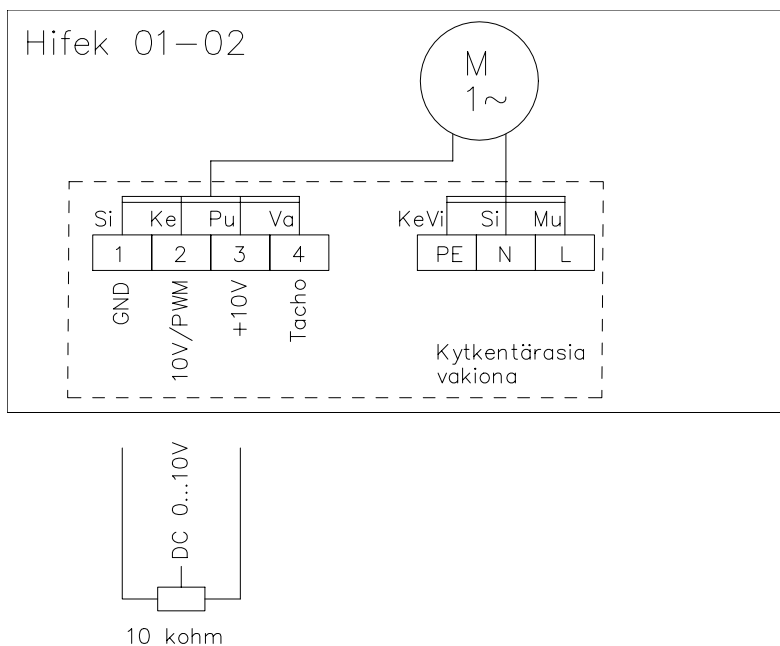 Hifek 01-02
M
1~
Si Ke Pu Va
KeVi Si Mu
1 2 3 4
PE N L
GND
10V/PWM
+10V
Tacho
Kytkentärasia
vakiona
DC 0...10V
10 kohm